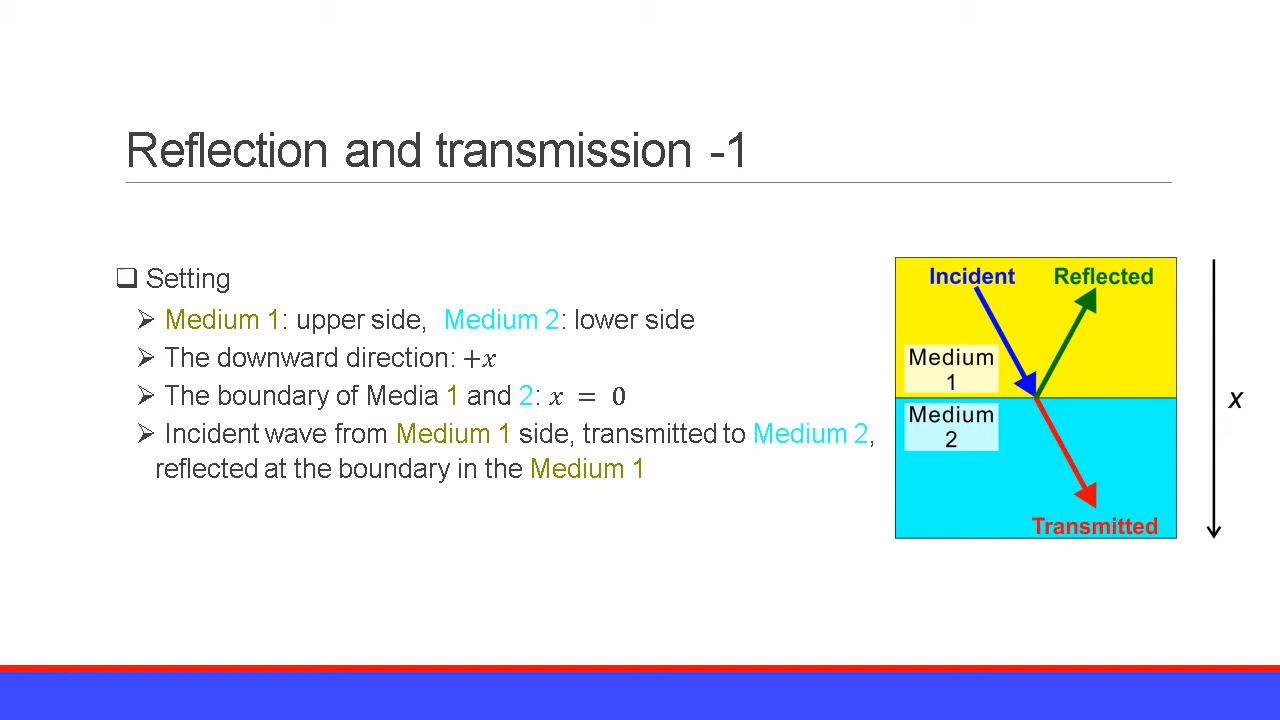 Reflection and transmission -1
❑ Setting
➢ Medium 1: upper side, Medium 2: lower side
➢ The downward direction: +x
➢ The boundary of Media 1 and 2: x = 0
➢ Incident wave from Medium 1 side, transmitted to Medium 2,
reflected at the boundary in the Medium 1
Incident Reflected
Medium
1
Medium
2
Transmitted
x